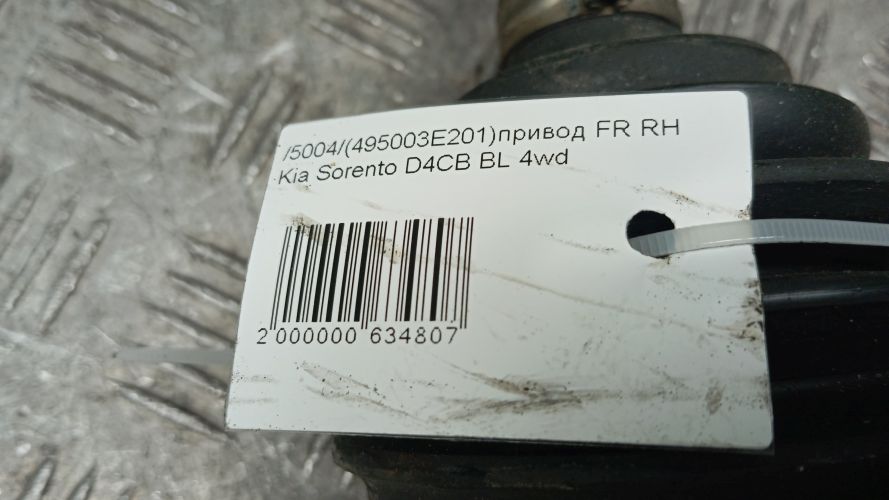 /5004/(495003E201)привод FR RH
Kia Sorento D4CB BL 4wd
2 000000 634807